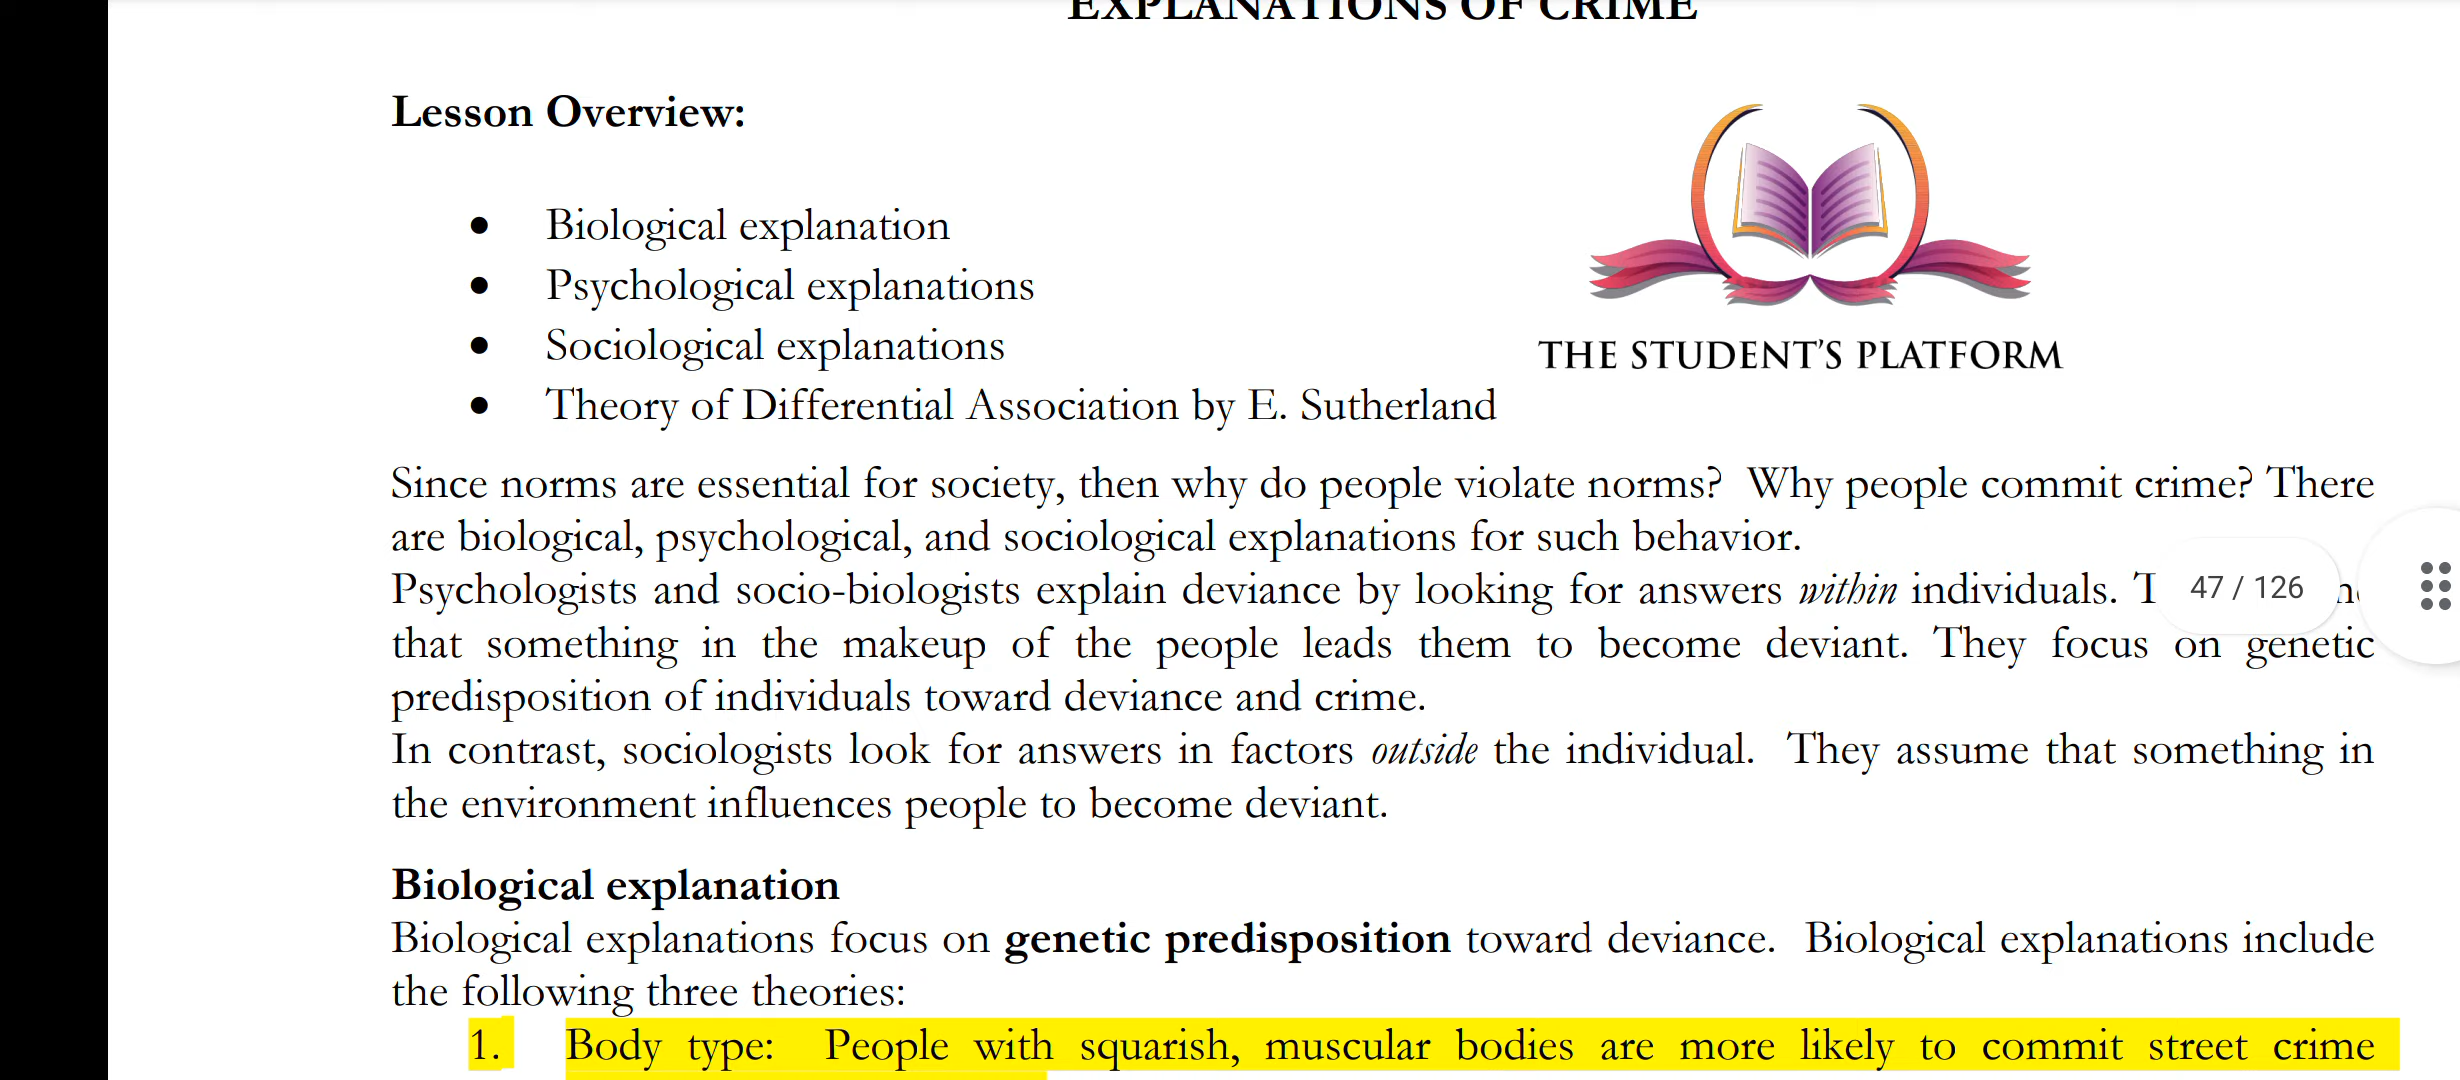 EXPLANATIONS OF CRIME
Lesson Overview:
• Biological explanation
• Psychological explanations
• Sociological explanations
• Theory of Differential Association by E. Sutherland
THE STUDENT'S PLATFORM
Since norms are essential for society, then why do people violate norms?  Why people commit crime? There
are biological, psychological, and sociological explanations for such behavior.
Psychologists and socio-biologists explain deviance by looking for answers within individuals.
47 / 126
that something in the makeup of the people leads them to become deviant. They focus on genetic
predisposition of individuals toward deviance and crime.
In contrast, sociologists look for answers in factors outside the individual.  They assume that something in
the environment influences people to become deviant.
Biological explanation
Biological explanations focus on genetic predisposition toward deviance.  Biological explanations include
the following three theories:
1. Body type:  People with squarish, muscular bodies are more likely to commit street crime